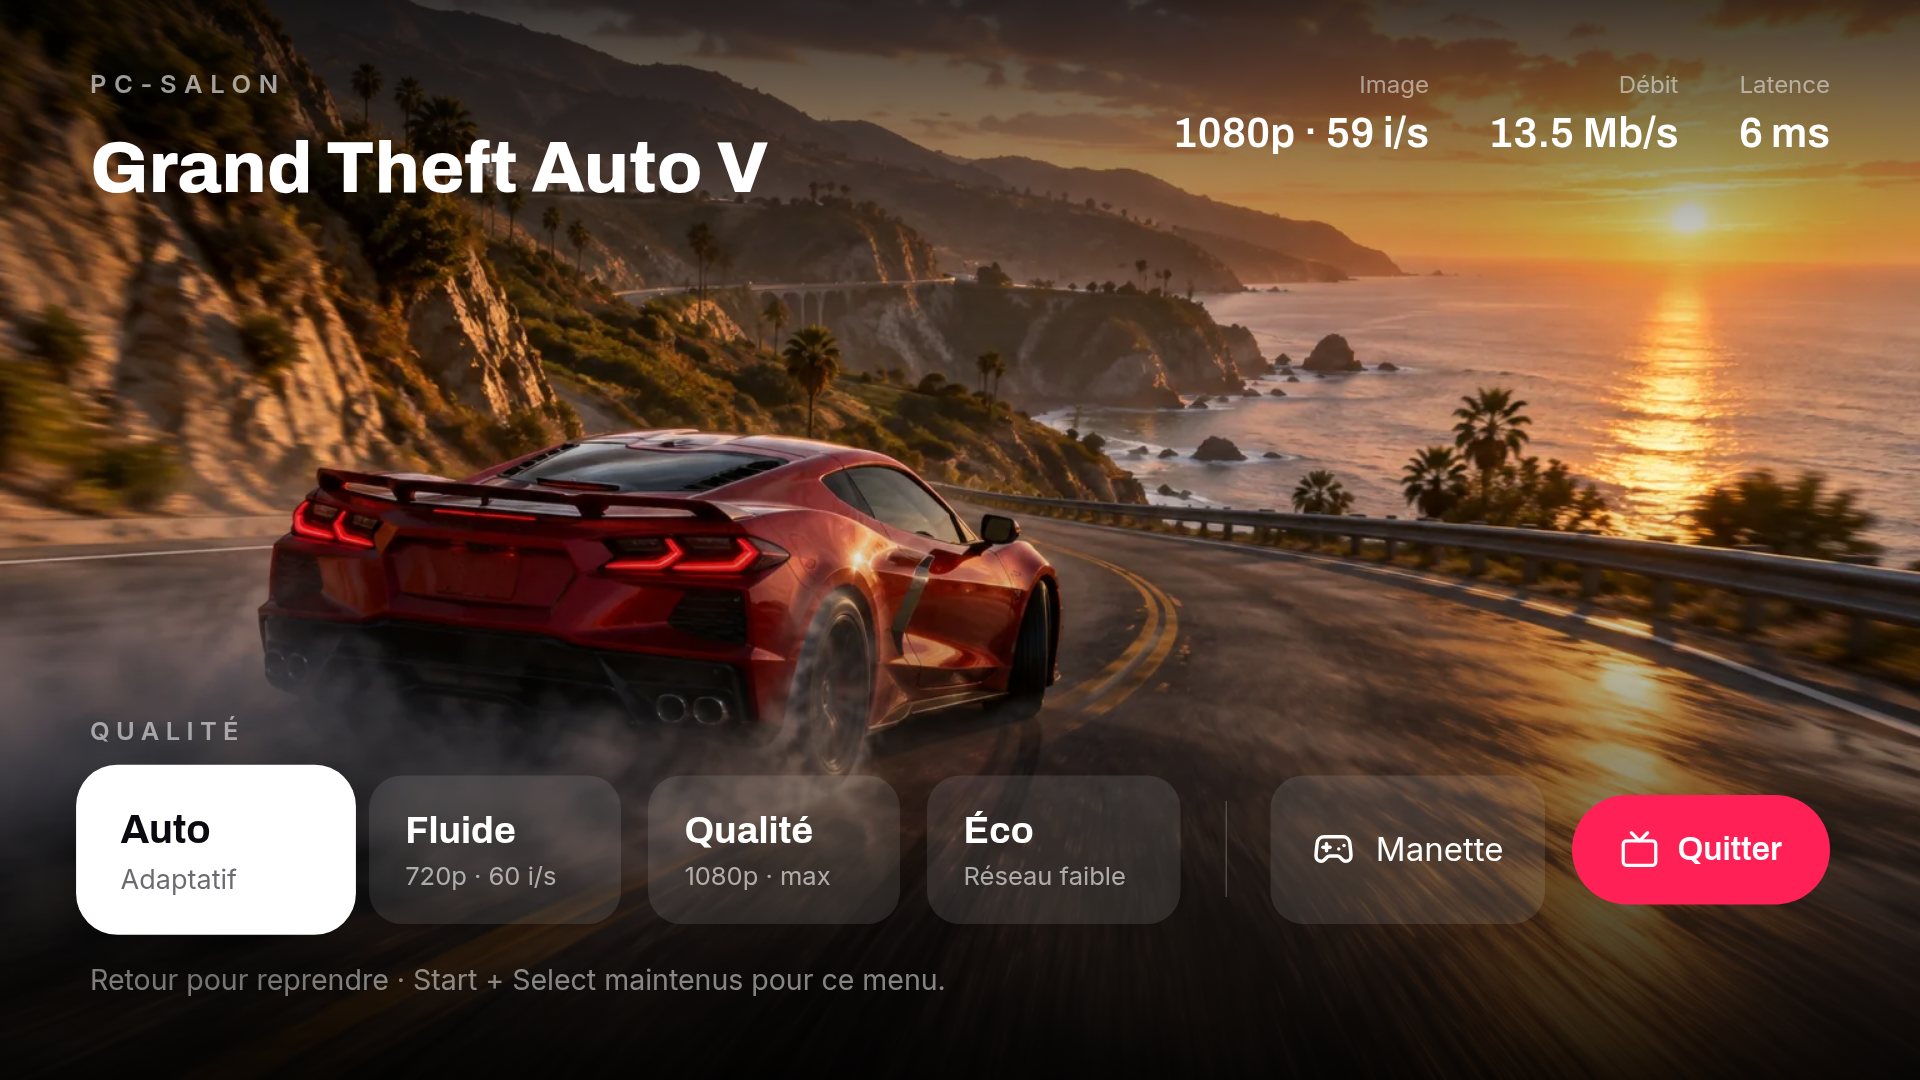 PC-SALON
Grand Theft Auto V
Image
1080p · 59 i/s
Débit
13.5 Mb/s
Latence
6 ms
QUALITÉ
Auto
Adaptatif
Fluide
720p · 60 i/s
Qualité
1080p · max
Éco
Réseau faible
Manette
Quitter
Retour pour reprendre · Start + Select maintenus pour ce menu.